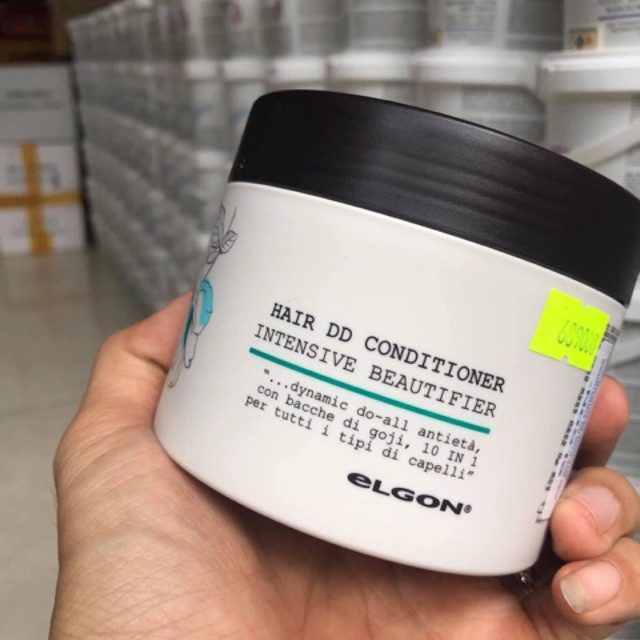 HAIR DD CONDITIONER
INTENSIVE BEAUTIFIER
"...dynamic do-all antietà,
con bacche di goji, 10 IN 1
per tutti i tipi di capelli"
eLGON®